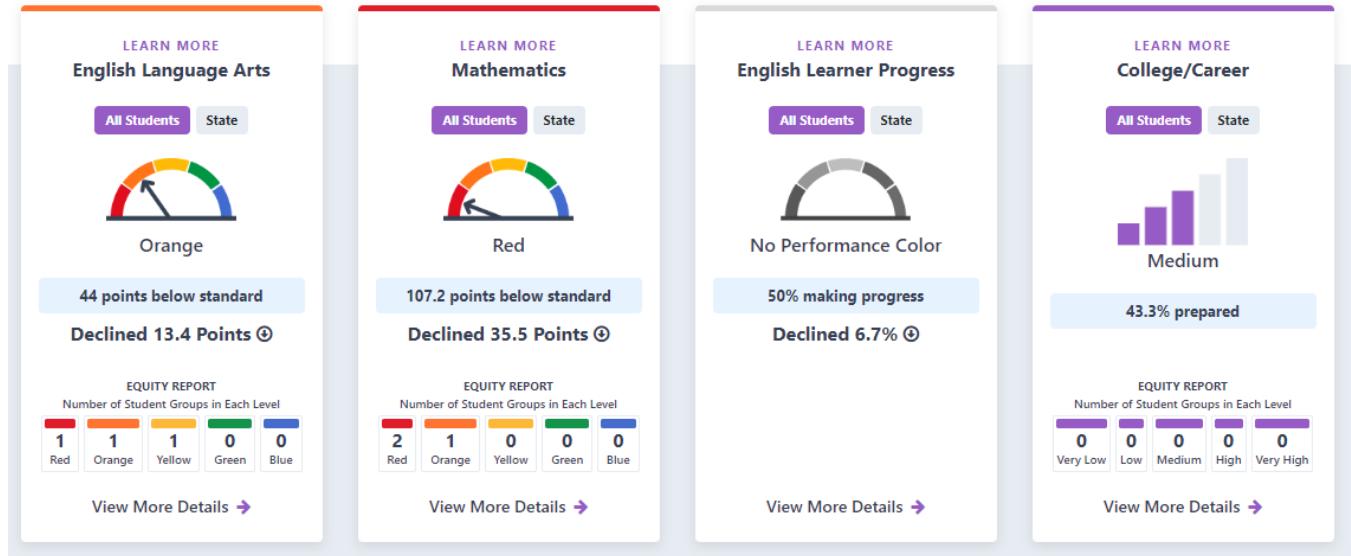 LEARN MORE
English Language Arts
All Students State
Orange
44 points below standard
Declined 13.4 Points
EQUITY REPORT
Number of Student Groups in Each Level
1 1 1 0 0
Red Orange Yellow Green Blue
View More Details
LEARN MORE
Mathematics
All Students State
Red
107.2 points below standard
Declined 35.5 Points
EQUITY REPORT
Number of Student Groups in Each Level
2 1 0 0 0
Red Orange Yellow Green Blue
View More Details
LEARN MORE
English Learner Progress
All Students State
No Performance Color
50% making progress
Declined 6.7%
LEARN MORE
College/Career
All Students State
Medium
43.3% prepared
EQUITY REPORT
Number of Student Groups in Each Level
0 0 0 0 0
Very Low Low Medium High Very High
View More Details